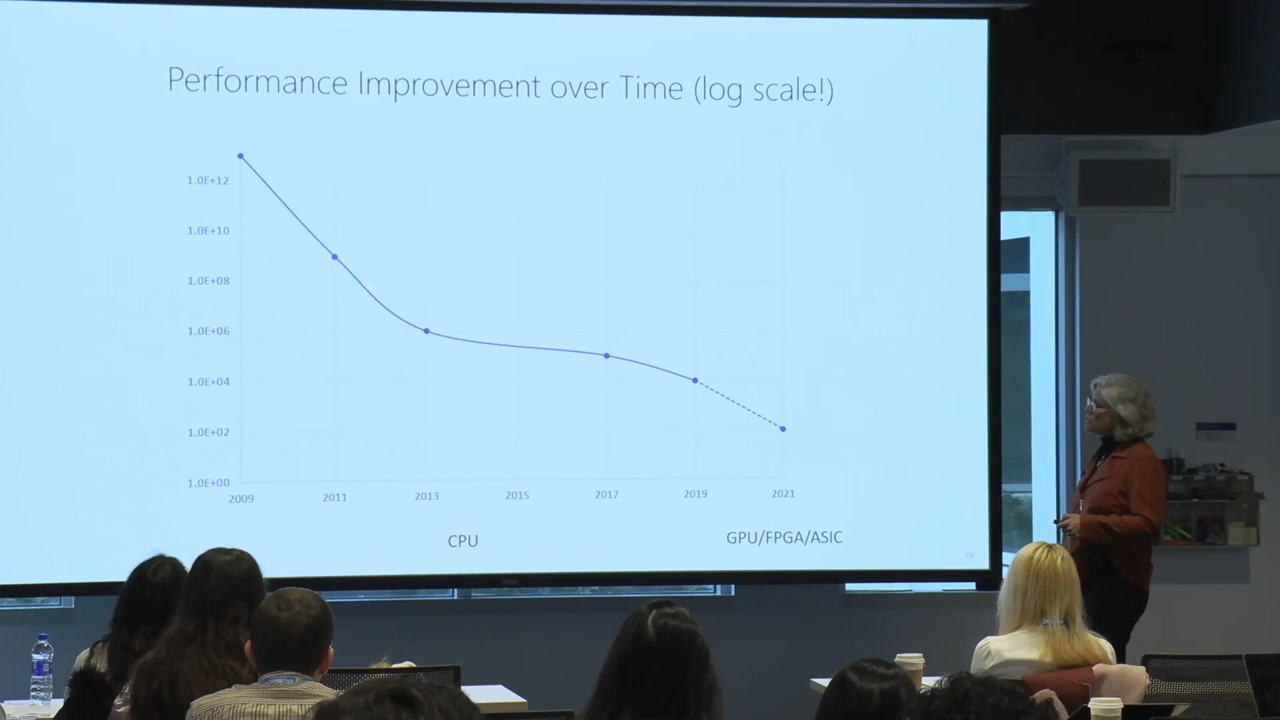 Performance Improvement over Time (log scale!)
1.0E+12
1.0E+10
1.0E+08
1.0E+06
1.0E+04
1.0E+02
1.0E+00
2009 2011 2013 2015 2017 2019 2021
CPU GPU/FPGA/ASIC
26